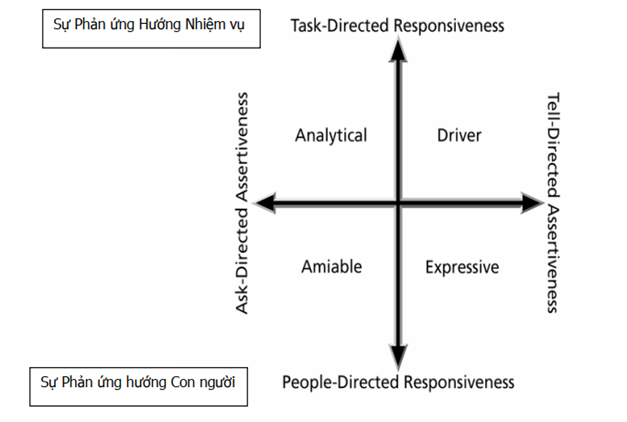 Sự Phản ứng Hướng Nhiệm vụ
Task-Directed Responsiveness
Ask-Directed Assertiveness
Tell-Directed Assertiveness
Analytical
Driver
Amiable
Expressive
Sự Phản ứng hướng Con người
People-Directed Responsiveness